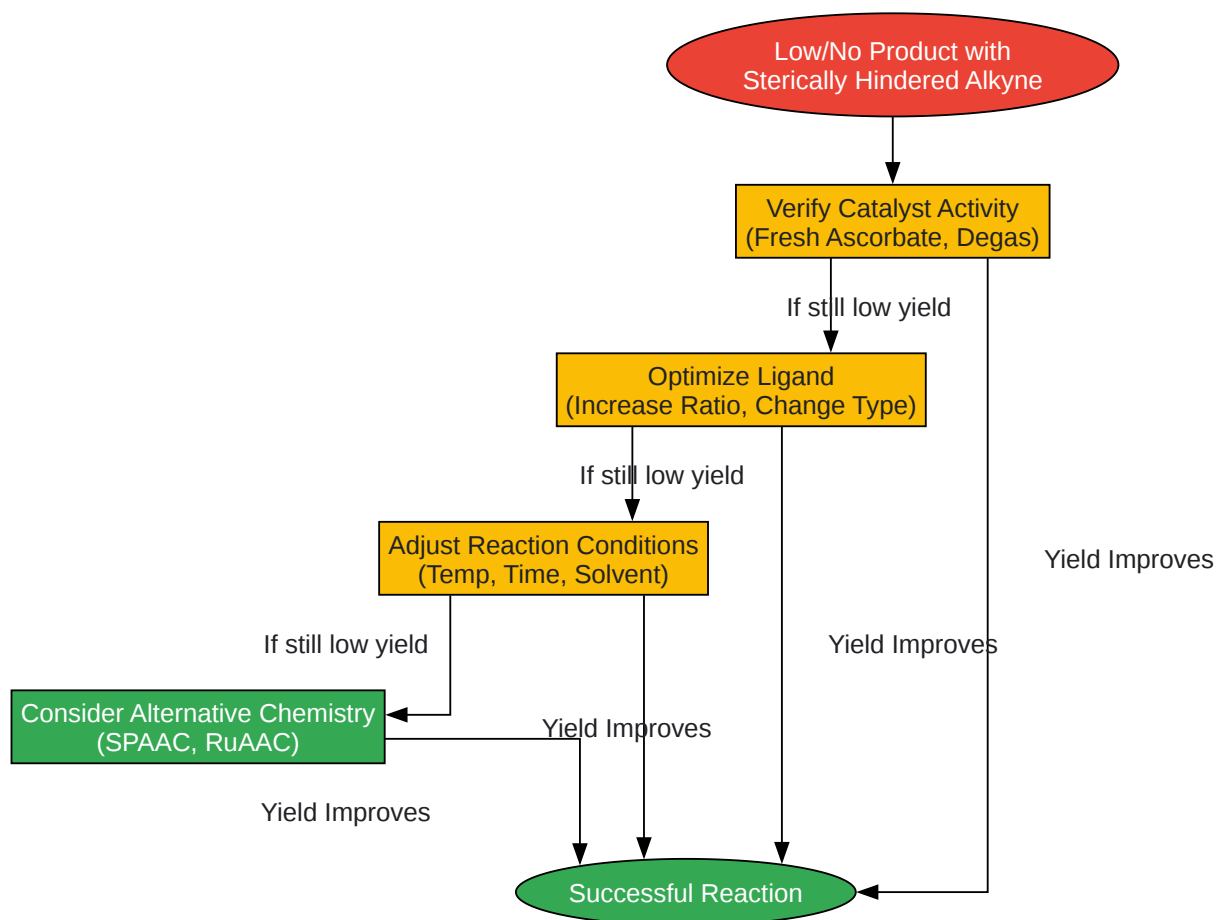 Low/No Product with
Sterically Hindered Alkyne
Verify Catalyst Activity
(Fresh Ascorbate, Degas)
If still low yield
Optimize Ligand
(Increase Ratio, Change Type)
If still low yield
Adjust Reaction Conditions
(Temp, Time, Solvent)
Yield Improves
If still low yield
Yield Improves
Consider Alternative Chemistry
(SPAAC, RuAAC)
Yield Improves
Yield Improves
Successful Reaction